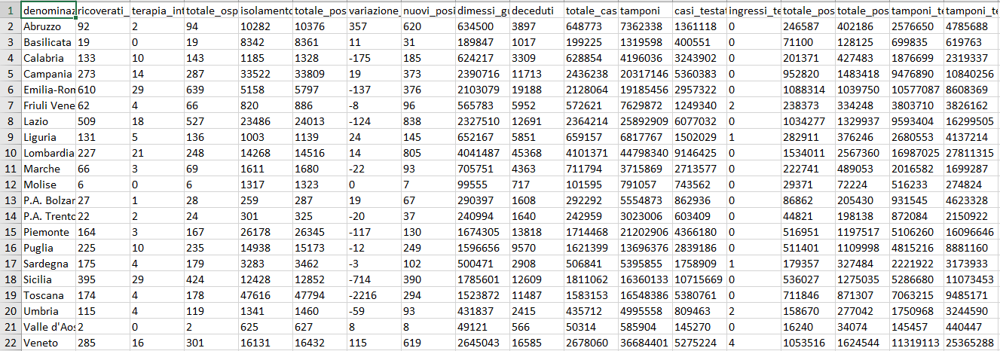 1 denominaz ricoverati_ terapia_int totale_osp isolamento totale_pos variazione_ nuovi_posi dimessi_gu deceduti totale_cas tamponi casi_testat ingressi_te totale_pos totale_pos tamponi_te tamponi_te
2 Abruzzo 92 2 94 10282 10376 357 620 634500 3897 648773 7362338 1361118 0 246587 402186 2576650 4785688
3 Basilicata 19 0 19 8342 8361 11 31 189847 1017 199225 1319598 400551 0 71100 128125 699835 619763
4 Calabria 133 10 143 1185 1328 -175 185 624217 3309 628854 4196036 3243902 0 201371 427483 1876699 2319337
5 Campania 273 14 287 33522 33809 19 373 2390716 11713 2436238 20317146 5360383 0 952820 1483418 9476890 10840256
6 Emilia-Rom 610 29 639 5158 5797 -137 376 2103079 19188 2128064 19185456 2957322 0 1088314 1039750 10577087 8608369
7 Friuli Vene 62 4 66 820 886 -8 96 565783 5952 572621 7629872 1249340 2 238373 334248 3803710 3826162
8 Lazio 509 18 527 23486 24013 -124 838 2327510 12691 2364214 25892909 6077032 0 1034277 1329937 9593404 16299505
9 Liguria 131 5 136 1003 1139 24 145 652167 5851 659157 6817767 1502029 1 282911 376246 2680553 4137214
10 Lombardia 227 21 248 14268 14516 14 805 4041487 45368 4101371 44798340 9146425 0 1534011 2567360 16987025 27811315
11 Marche 66 3 69 1611 1680 -22 93 705751 4363 711794 3715869 2713577 0 222741 489053 2016582 1699287
12 Molise 6 0 6 1317 1323 0 7 99555 717 101595 791057 743562 0 29371 72224 516233 274824
13 P.A. Bolzan 27 1 28 259 287 19 67 290397 1608 292292 5554873 862936 0 86862 205430 931545 4623328
14 P.A. Trento 22 2 24 301 325 -20 37 240994 1640 242959 3023006 603409 0 44821 198138 872084 2150922
15 Piemonte 164 3 167 26178 26345 -117 130 1674305 13818 1714468 21202906 4366180 0 516951 1197517 5106260 16096646
16 Puglia 225 10 235 14938 15173 -12 249 1596656 9570 1621399 13696376 2839186 0 511401 1109998 4815216 8881160
17 Sardegna 175 4 179 3283 3462 -3 102 500471 2908 506841 5395855 1758909 1 179357 327484 2221922 3173933
18 Sicilia 395 29 424 12428 12852 -714 390 1785601 12609 1811062 16360133 10715669 0 536027 1275035 5286680 11073453
19 Toscana 174 4 178 47616 47794 -2216 294 1523872 11487 1583153 16548386 5380761 0 711846 871307 7063215 9485171
20 Umbria 115 4 119 1341 1460 -59 93 431837 2415 435712 4995558 809463 2 158670 277042 1750968 3244590
21 Valle d'Aos 2 0 2 625 627 8 8 49121 566 50314 585904 145270 0 16240 34074 145457 440447
22 Veneto 285 16 301 16131 16432 115 619 2645043 16585 2678060 36684401 5275224 4 1053516 1624544 11319113 25365288